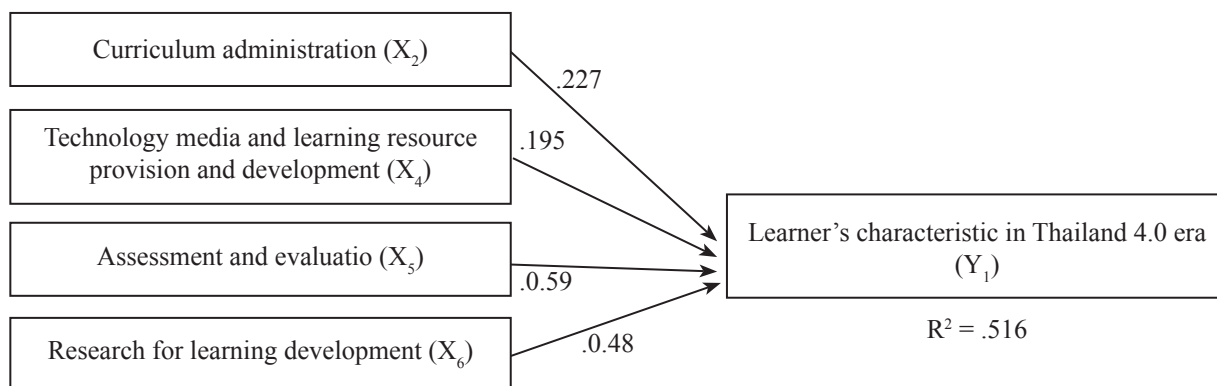 Curriculum administration (X₂)
.227
Technology media and learning resource
provision and development (X₄)
.195
Assessment and evaluatio (X₅)
.0.59
Research for learning development (X₆)
.0.48
Learner’s characteristic in Thailand 4.0 era
(Y₁)
R² = .516